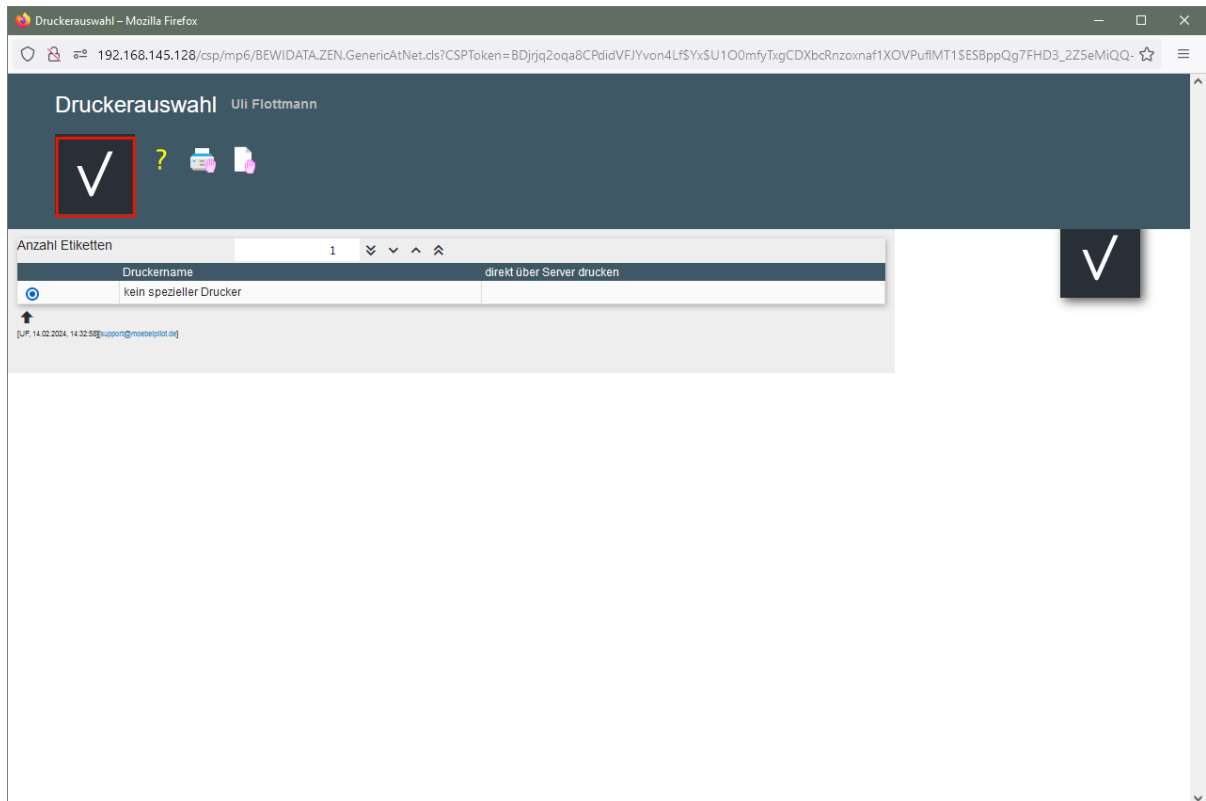 Druckerauswahl – Mozilla Firefox
192.168.145.128/csp/mp6/BEWIDATA.ZEN.GenericAtNet.cls?CSPToken=BDjrjq2oqa8CPdidVFJYvon4Lf$Yx$U1O0mfyTxgCDXbcRnzoxnaf1XOVPuflMT1$ESBppQg7FHD3_2Z5eMiQQ-
Druckerauswahl Uli Flottmann
?
Anzahl Etiketten 1
Druckername direkt über Server drucken
kein spezieller Drucker
[UF, 14.02.2024, 14:32:58][support@moebelpilot.de]